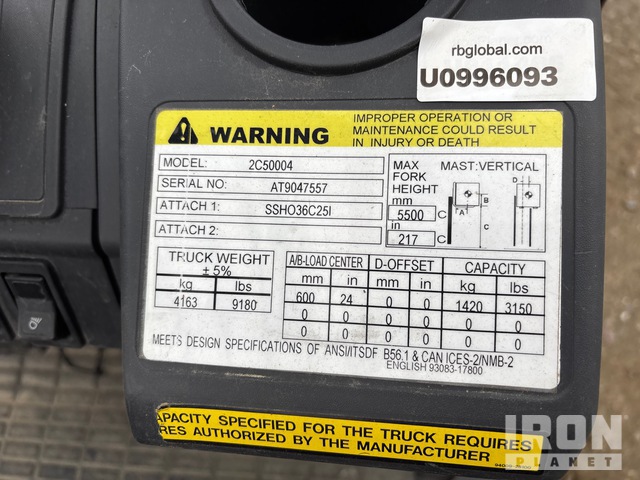 rbglobal.com
U0996093
WARNING
IMPROPER OPERATION OR
MAINTENANCE COULD RESULT
IN INJURY OR DEATH
MODEL: 2C50004
SERIAL NO: AT9047557
ATTACH 1: SSHO36C25I
ATTACH 2:
MAX
FORK
HEIGHT
mm
5500 C
in
217 C
MAST:VERTICAL
D
A
B
C
TRUCK WEIGHT
± 5%
kg lbs
4163 9180
A/B-LOAD CENTER D-OFFSET CAPACITY
mm in mm in kg lbs
600 24 0 0 1420 3150
0 0 0 0 0 0
0 0 0 0 0 0
MEETS DESIGN SPECIFICATIONS OF ANSI/ITSDF B56.1 & CAN ICES-2/NMB-2
ENGLISH 93083-17800
APACITY SPECIFIED FOR THE TRUCK REQUIRES
RES AUTHORIZED BY THE MANUFACTURER
IRON
PLANET